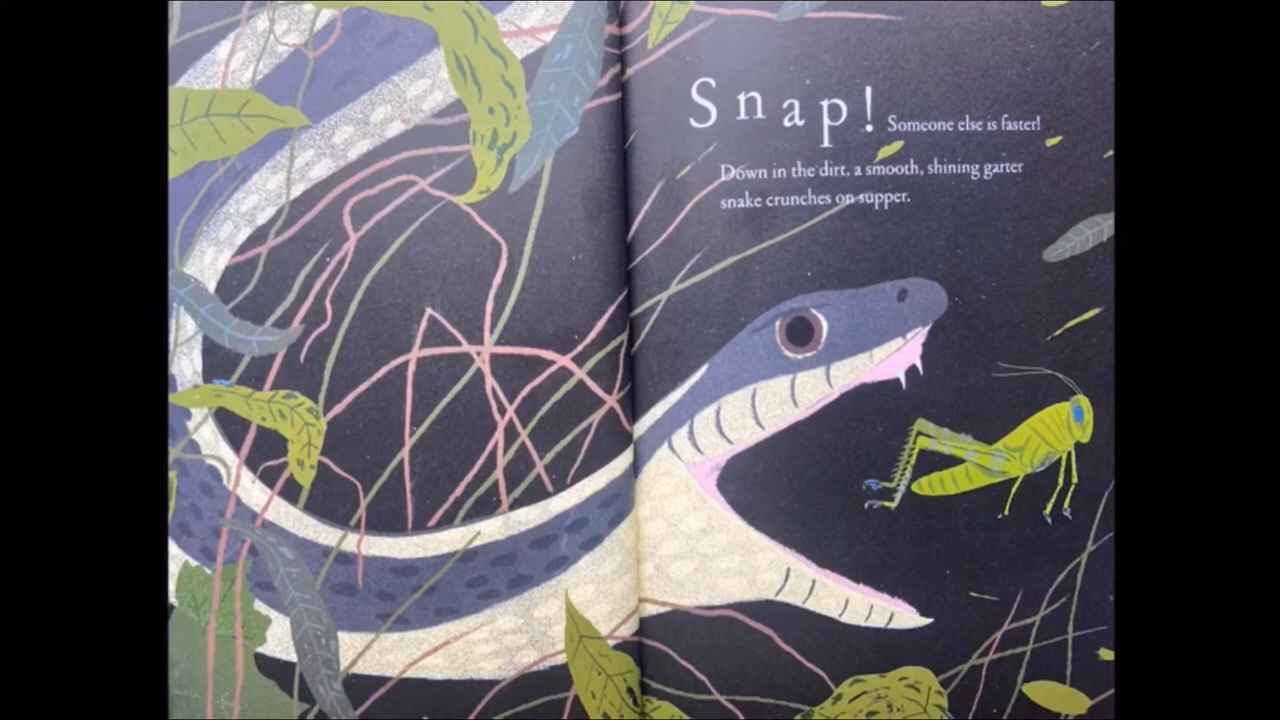 Snap! Someone else is faster!
Down in the dirt, a smooth, shining garter
snake crunches on supper.